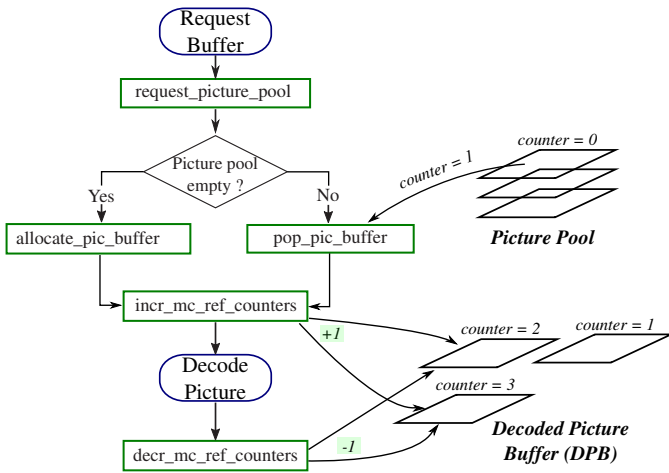 Request
Buffer
request_picture_pool
Picture pool
empty ?
Yes
No
allocate_pic_buffer
pop_pic_buffer
counter = 1
counter = 0
Picture Pool
incr_mc_ref_counters
+1
counter = 2
counter = 1
Decode
Picture
counter = 3
decr_mc_ref_counters
-1
Decoded Picture
Buffer (DPB)